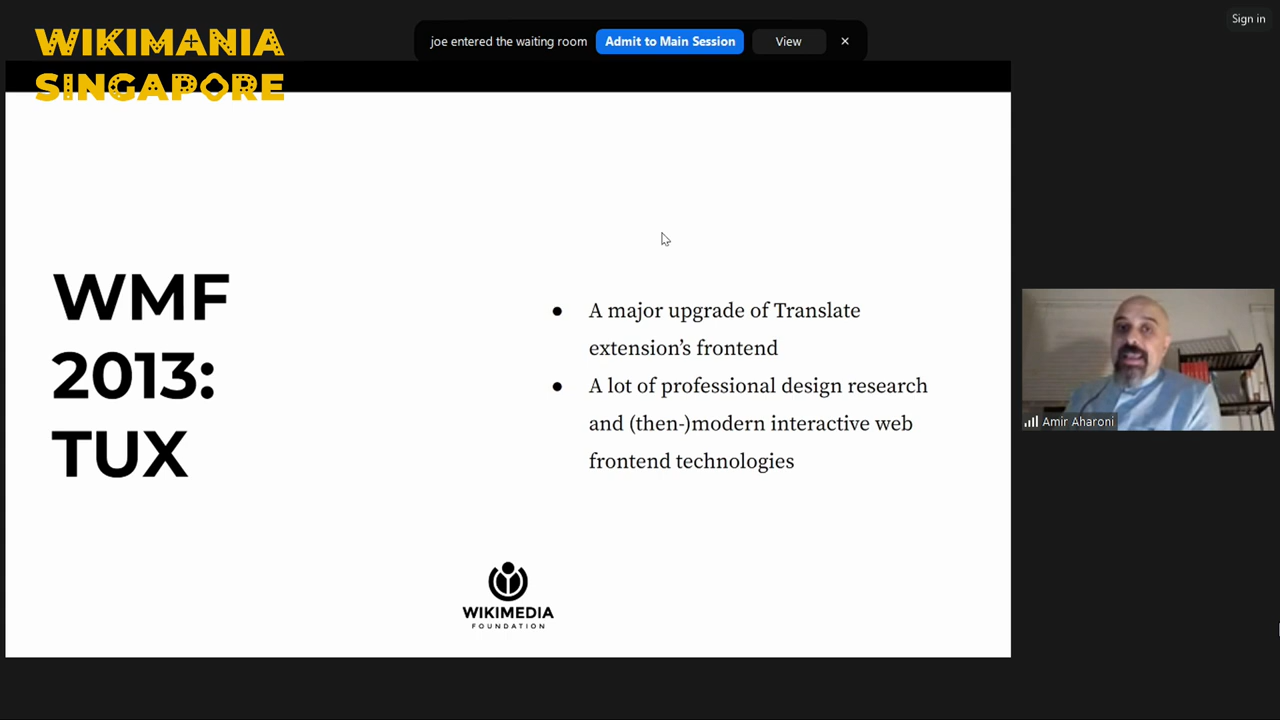 Sign in
WIKIMANIA
SINGAPORE
joe entered the waiting room Admit to Main Session View
WMF
2013:
TUX
● A major upgrade of Translate
extension’s frontend
● A lot of professional design research
and (then-)modern interactive web
frontend technologies
WIKIMEDIA
FOUNDATION
Amir Aharoni